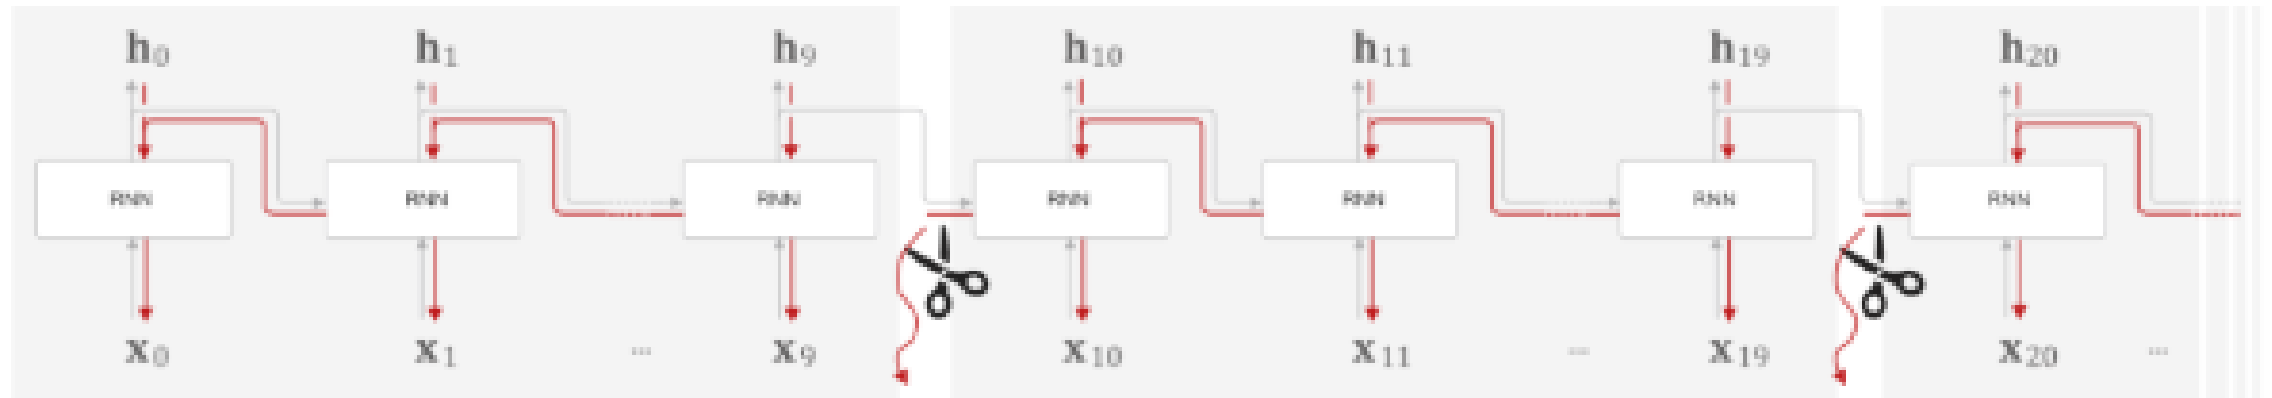 h0 h1 h9 h10 h11 h19 h20
RNN RNN RNN RNN RNN RNN RNN
x0 x1 ... x9 x10 x11 ... x19 x20 ...